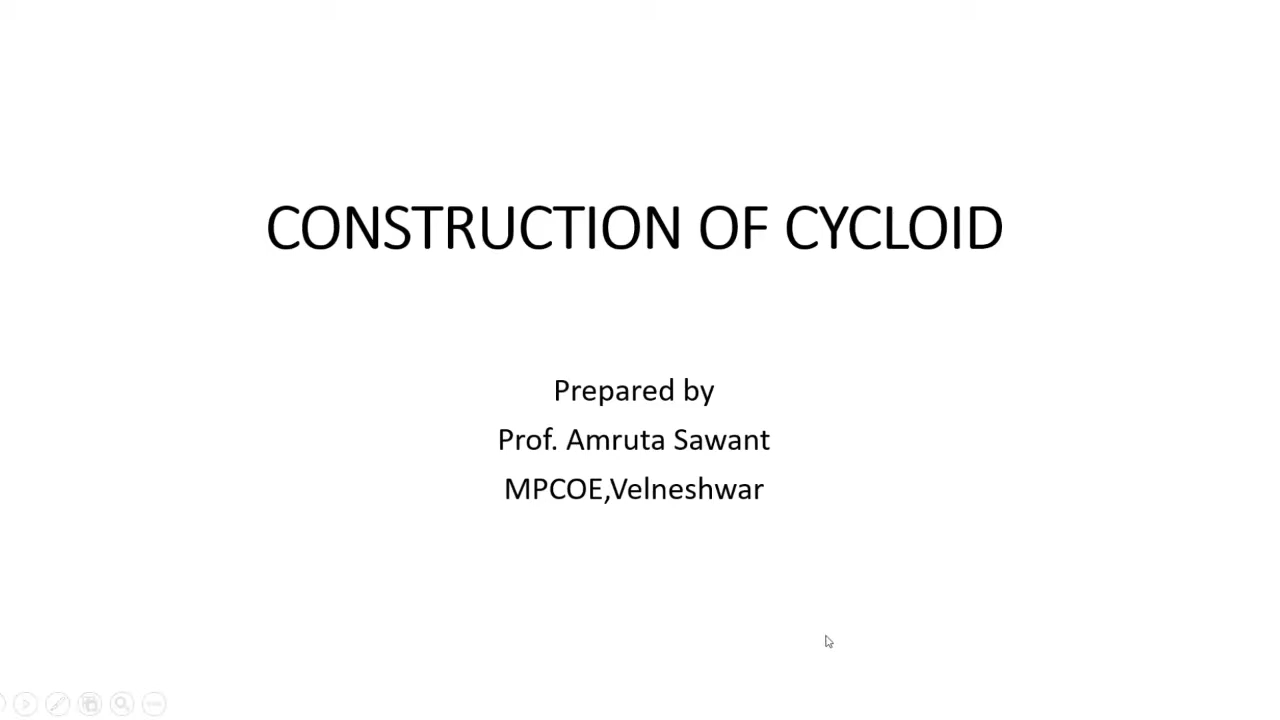 CONSTRUCTION OF CYCLOID
Prepared by
Prof. Amruta Sawant
MPCOE,Velneshwar